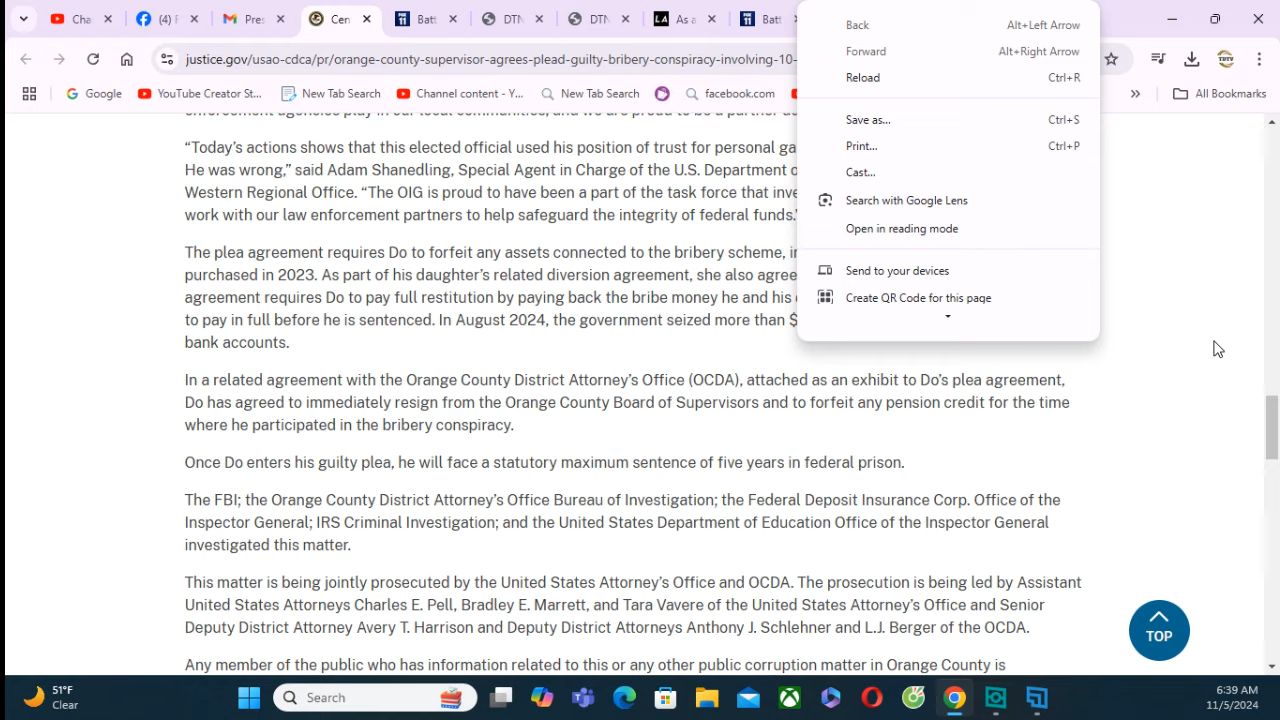 Cha
(4) F
Pres
Cen
Batt
DTN
DTN
As a
Batt
justice.gov/usao-cdca/pr/orange-county-supervisor-agrees-plead-guilty-bribery-conspiracy-involving-10-
Google
YouTube Creator St...
New Tab Search
Channel content - Y...
New Tab Search
facebook.com
All Bookmarks
Back Alt+Left Arrow
Forward Alt+Right Arrow
Reload Ctrl+R
Save as... Ctrl+S
Print... Ctrl+P
Cast...
Search with Google Lens
Open in reading mode
Send to your devices
Create QR Code for this page
enforcement agencies play in our local communities, and we are proud to be a partner
“Today’s actions shows that this elected official used his position of trust for personal
He was wrong,” said Adam Shanedling, Special Agent in Charge of the U.S. Department
Western Regional Office. “The OIG is proud to have been a part of the task force that
work with our law enforcement partners to help safeguard the integrity of federal funds.”
The plea agreement requires Do to forfeit any assets connected to the bribery scheme,
purchased in 2023. As part of his daughter’s related diversion agreement, she also
agreement requires Do to pay full restitution by paying back the bribe money he and his
to pay in full before he is sentenced. In August 2024, the government seized more than $
bank accounts.
In a related agreement with the Orange County District Attorney’s Office (OCDA), attached as an exhibit to Do’s plea agreement,
Do has agreed to immediately resign from the Orange County Board of Supervisors and to forfeit any pension credit for the time
where he participated in the bribery conspiracy.
Once Do enters his guilty plea, he will face a statutory maximum sentence of five years in federal prison.
The FBI; the Orange County District Attorney’s Office Bureau of Investigation; the Federal Deposit Insurance Corp. Office of the
Inspector General; IRS Criminal Investigation; and the United States Department of Education Office of the Inspector General
investigated this matter.
This matter is being jointly prosecuted by the United States Attorney’s Office and OCDA. The prosecution is being led by Assistant
United States Attorneys Charles E. Pell, Bradley E. Marrett, and Tara Vavere of the United States Attorney’s Office and Senior
Deputy District Attorney Avery T. Harrison and Deputy District Attorneys Anthony J. Schlehner and L.J. Berger of the OCDA.
Any member of the public who has information related to this or any other public corruption matter in Orange County is
TOP
51°F
Clear
Search
6:39 AM
11/5/2024